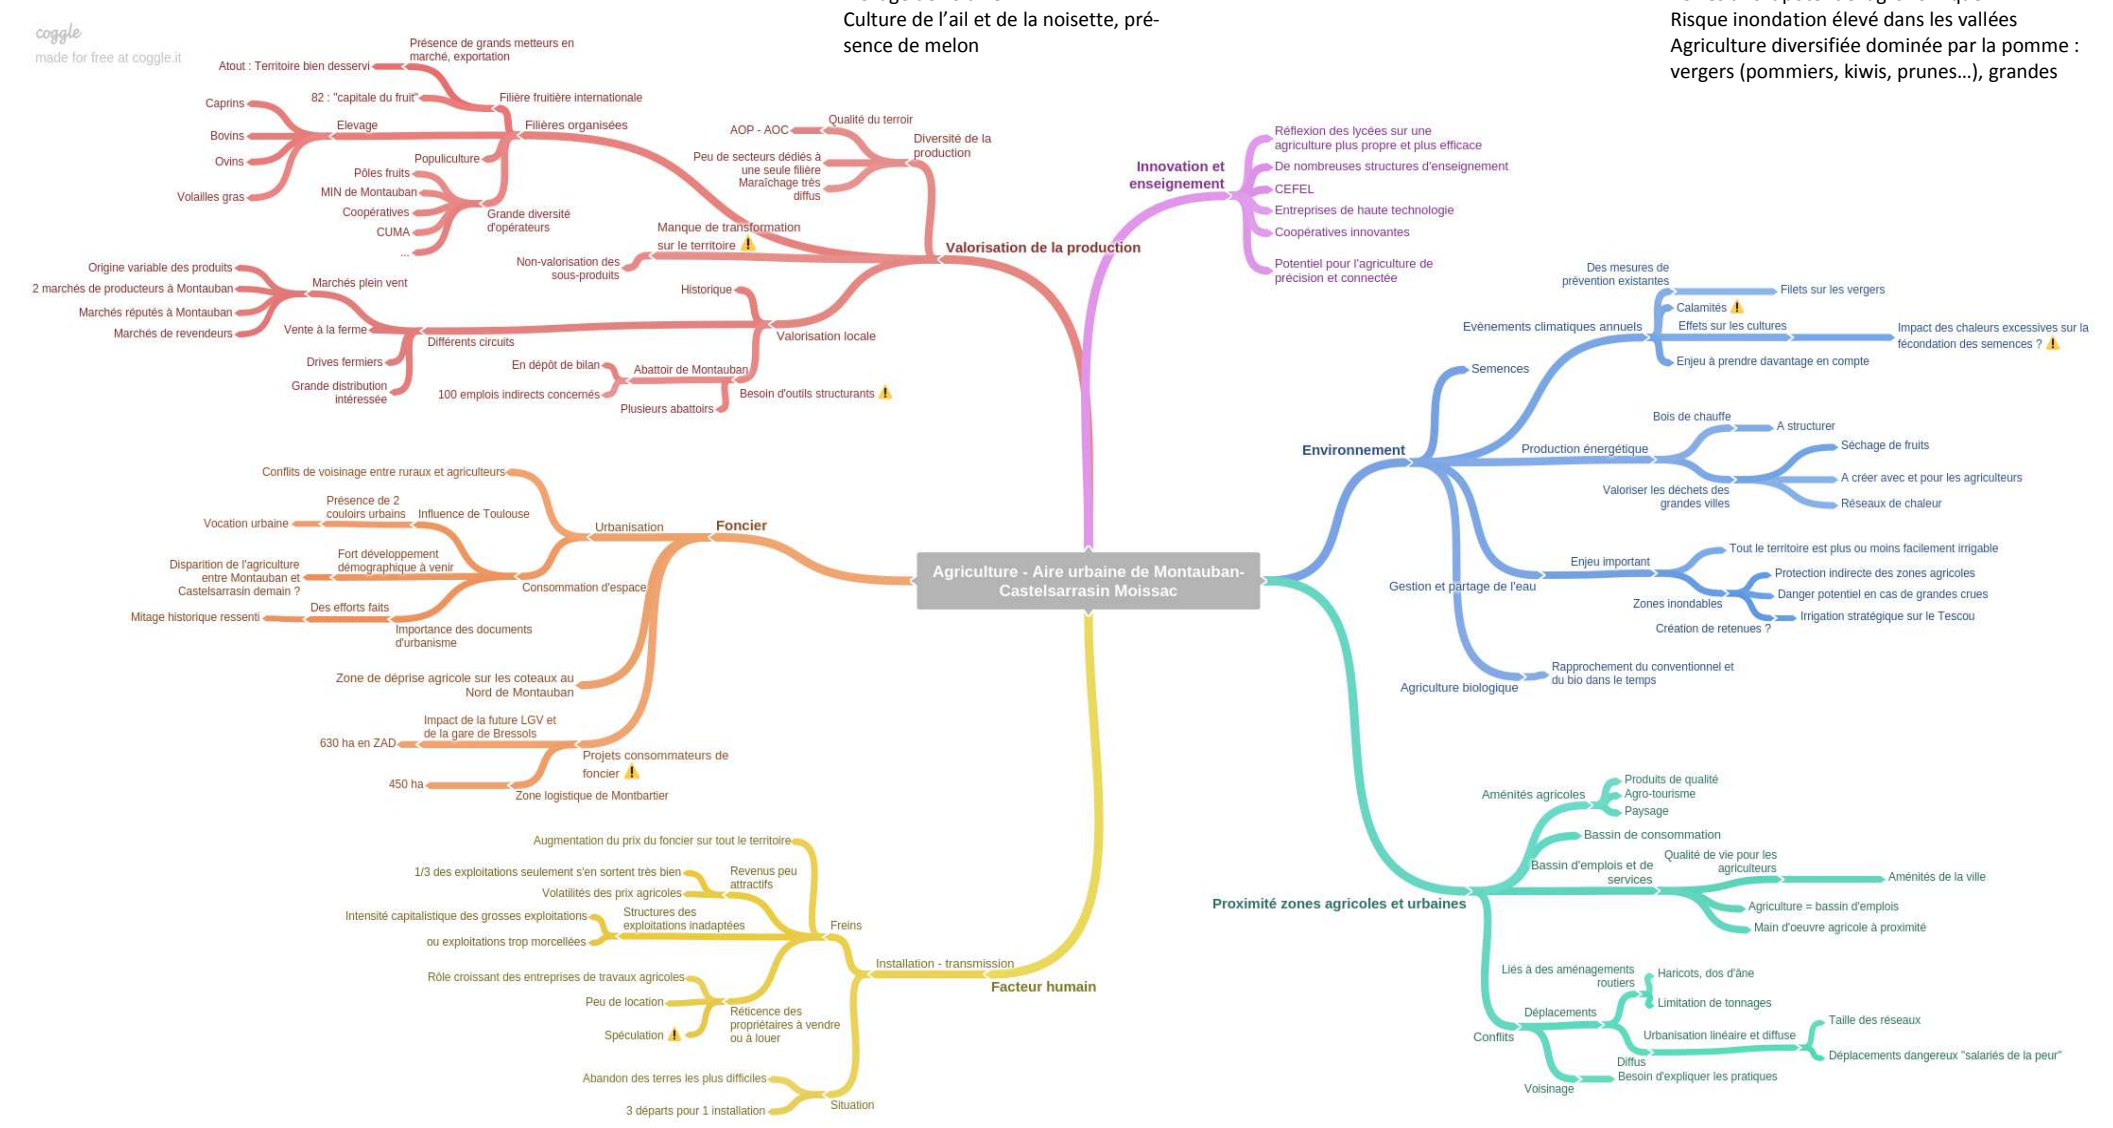 Culture de l'ail et de la noisette, pré-
sence de melon
Risque inondation élevé dans les vallées
Agriculture diversifiée dominée par la pomme :
vergers (pommiers, kiwis, prunes…), grandes
coggle
made for free at coggle.it
Agriculture - Aire urbaine de Montauban-
Castelsarrasin Moissac
Valorisation de la production
Filières organisées
Filière fruitière internationale
Présence de grands metteurs en
marché, exportation
Atout : Territoire bien desservi
82 : "capitale du fruit"
Elevage
Caprins
Bovins
Ovins
Volailles gras
Populiculture
Grande diversité
d'opérateurs
Pôles fruits
MIN de Montauban
Coopératives
CUMA
...
Diversité de la
production
Qualité du terroir
AOP - AOC
Peu de secteurs dédiés à
une seule filière
Maraîchage très
diffus
Manque de transformation
sur le territoire
Non-valorisation des
sous-produits
Valorisation locale
Historique
Différents circuits
Marchés plein vent
Origine variable des produits
2 marchés de producteurs à Montauban
Marchés réputés à Montauban
Marchés de revendeurs
Vente à la ferme
Drives fermiers
Grande distribution
intéressée
Besoin d'outils structurants
Abattoir de Montauban
En dépôt de bilan
100 emplois indirects concernés
Plusieurs abattoirs
Innovation et
enseignement
Réflexion des lycées sur une
agriculture plus propre et plus efficace
De nombreuses structures d'enseignement
CEFEL
Entreprises de haute technologie
Coopératives innovantes
Potentiel pour l'agriculture de
précision et connectée
Environnement
Semences
Evènements climatiques annuels
Des mesures de
prévention existantes
Filets sur les vergers
Calamités
Effets sur les cultures
Impact des chaleurs excessives sur la
fécondation des semences ?
Enjeu à prendre davantage en compte
Production énergétique
Bois de chauffe
A structurer
Valoriser les déchets des
grandes villes
Séchage de fruits
A créer avec et pour les agriculteurs
Réseaux de chaleur
Gestion et partage de l'eau
Enjeu important
Tout le territoire est plus ou moins facilement irrigable
Zones inondables
Protection indirecte des zones agricoles
Danger potentiel en cas de grandes crues
Création de retenues ?
Irrigation stratégique sur le Tescou
Agriculture biologique
Rapprochement du conventionnel et
du bio dans le temps
Foncier
Urbanisation
Conflits de voisinage entre ruraux et agriculteurs
Consommation d'espace
Influence de Toulouse
Présence de 2
couloirs urbains
Vocation urbaine
Fort développement
démographique à venir
Disparition de l'agriculture
entre Montauban et
Castelsarrasin demain ?
Importance des documents
d'urbanisme
Des efforts faits
Mitage historique ressenti
Zone de déprise agricole sur les coteaux au
Nord de Montauban
Projets consommateurs de
foncier
Impact de la future LGV et
de la gare de Bressols
630 ha en ZAD
Zone logistique de Montbartier
450 ha
Facteur humain
Installation - transmission
Freins
Augmentation du prix du foncier sur tout le territoire
Revenus peu
attractifs
1/3 des exploitations seulement s'en sortent très bien
Volatilités des prix agricoles
Structures des
exploitations inadaptées
Intensité capitalistique des grosses exploitations
ou exploitations trop morcellées
Réticence des
propriétaires à vendre
ou à louer
Rôle croissant des entreprises de travaux agricoles
Peu de location
Spéculation
Situation
Abandon des terres les plus difficiles
3 départs pour 1 installation
Proximité zones agricoles et urbaines
Aménités agricoles
Produits de qualité
Agro-tourisme
Paysage
Bassin de consommation
Bassin d'emplois et de
services
Qualité de vie pour les
agriculteurs
Aménités de la ville
Agriculture = bassin d'emplois
Main d'oeuvre agricole à proximité
Conflits
Déplacements
Liés à des aménagements
routiers
Haricots, dos d'âne
Limitation de tonnages
Diffus
Urbanisation linéaire et diffuse
Taille des réseaux
Déplacements dangereux "salariés de la peur"
Voisinage
Besoin d'expliquer les pratiques